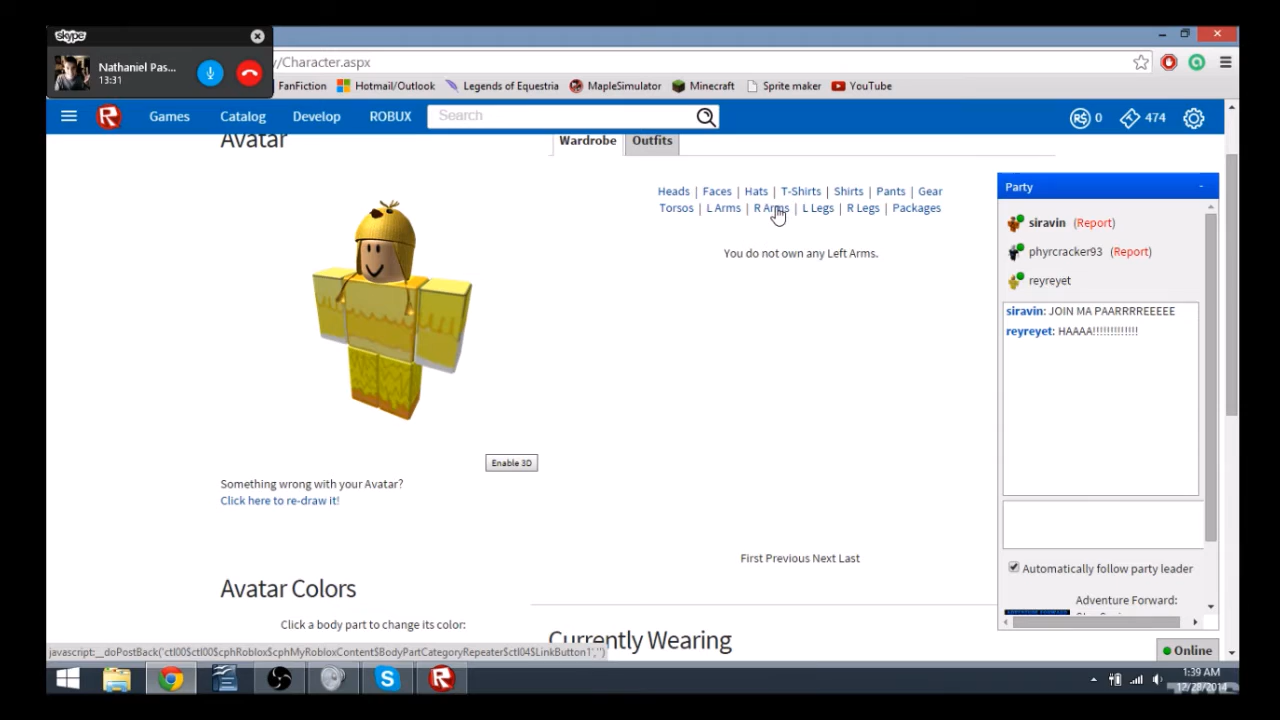 skype
Nathaniel Pas...
13:31
/Character.aspx
FanFiction
Hotmail/Outlook
Legends of Equestria
MapleSimulator
Minecraft
Sprite maker
YouTube
Games
Catalog
Develop
ROBUX
Search
R$ 0
474
Avatar
Wardrobe
Outfits
Heads | Faces | Hats | T-Shirts | Shirts | Pants | Gear
Torsos | L Arms | R Arms | L Legs | R Legs | Packages
You do not own any Left Arms.
Party
-
siravin (Report)
phyrcracker93 (Report)
reyreyet
siravin: JOIN MA PAARRRREEEEE
reyreyet: HAAAA!!!!!!!!!!!!!
Enable 3D
Something wrong with your Avatar?
Click here to re-draw it!
First Previous Next Last
Automatically follow party leader
Adventure Forward:
Avatar Colors
Click a body part to change its color:
Currently Wearing
javascript:__doPostBack('ctl00$ctl00$cphRoblox$cphMyRobloxContent$BodyPartCategoryRepeater$ctl04$LinkButton1','')
Online
1:39 AM
12/28/2014